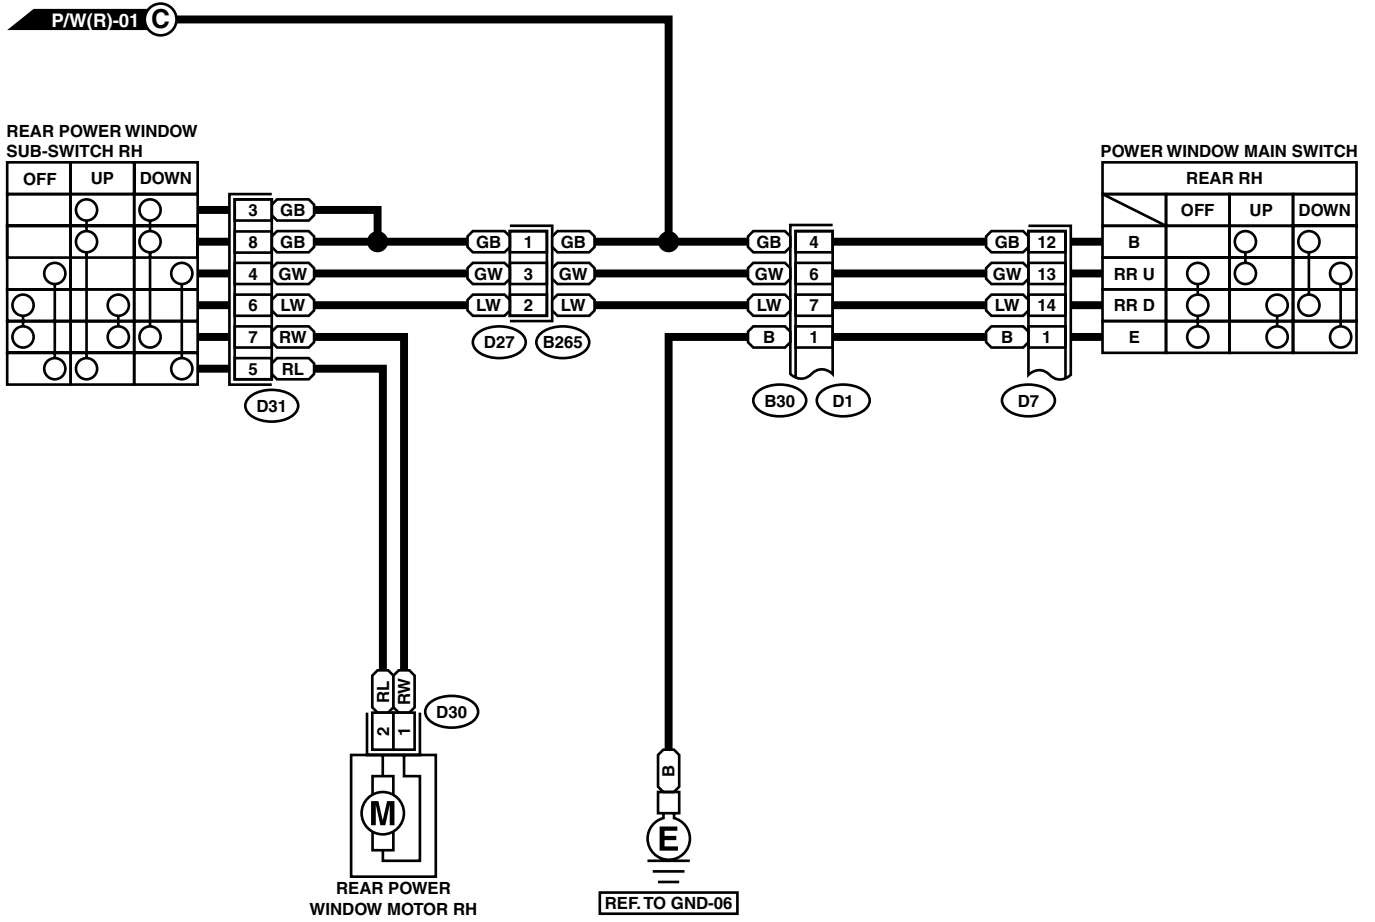 P/W(R)-01 C
REAR POWER WINDOW
SUB-SWITCH RH
POWER WINDOW MAIN SWITCH
OFF UP DOWN
REAR RH
OFF UP DOWN
3 GB
8 GB GB 1 GB GB 4 GB 12 B
4 GW GW 3 GW GW 6 GW 13 RR U
6 LW LW 2 LW LW 7 LW 14 RR D
7 RW B 1 B 1 E
5 RL
D27 B265
D31
B30 D1 D7
RL RW
2 1
D30
M
REAR POWER
WINDOW MOTOR RH
B
E
REF. TO GND-06